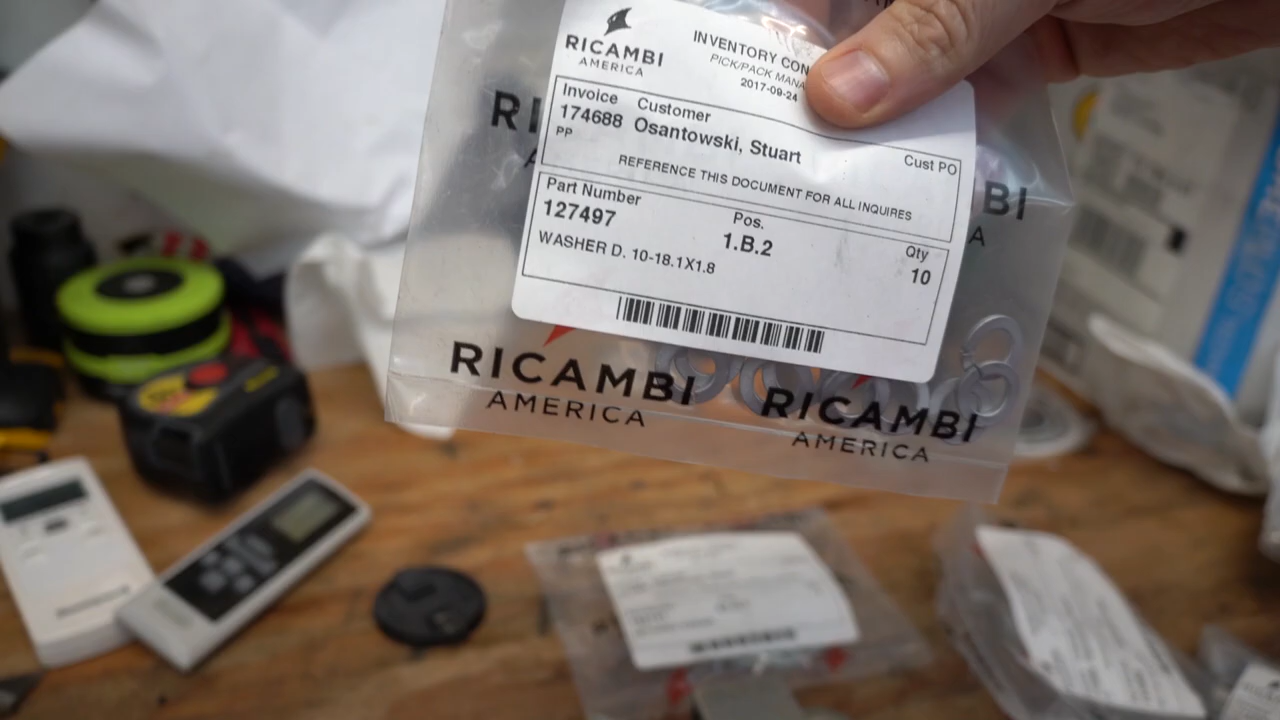 RICAMBI
AMERICA
INVENTORY CON
PICK/PACK MANA
2017-09-24
Invoice Customer Cust PO
174688 Osantowski, Stuart
PP
REFERENCE THIS DOCUMENT FOR ALL INQUIRES
Part Number Pos. Qty
127497 1.B.2 10
WASHER D. 10-18.1X1.8
RI
BI
A
RICAMBI
AMERICA
RICAMBI
AMERICA